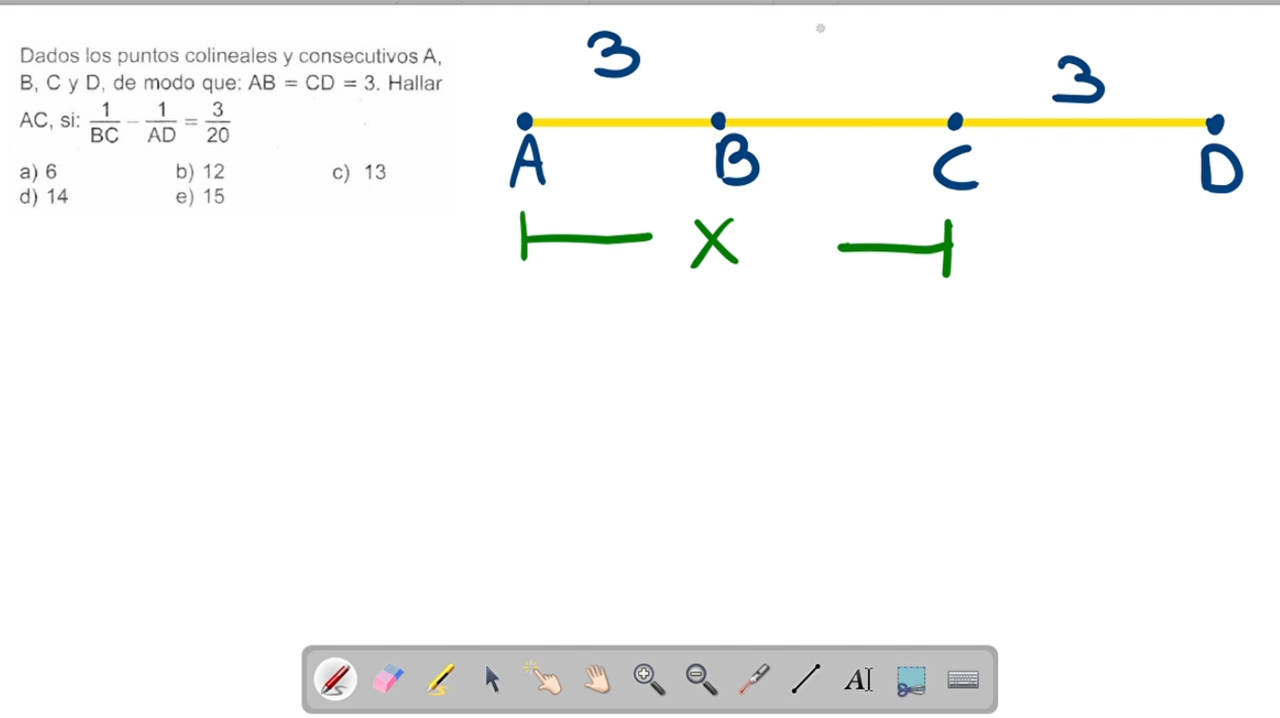 Dados los puntos colineales y consecutivos A,
B, C y D, de modo que: AB = CD = 3. Hallar
AC, si: 1/BC − 1/AD = 3/20
a) 6 b) 12 c) 13
d) 14 e) 15
3 3
A B C D
X
AI